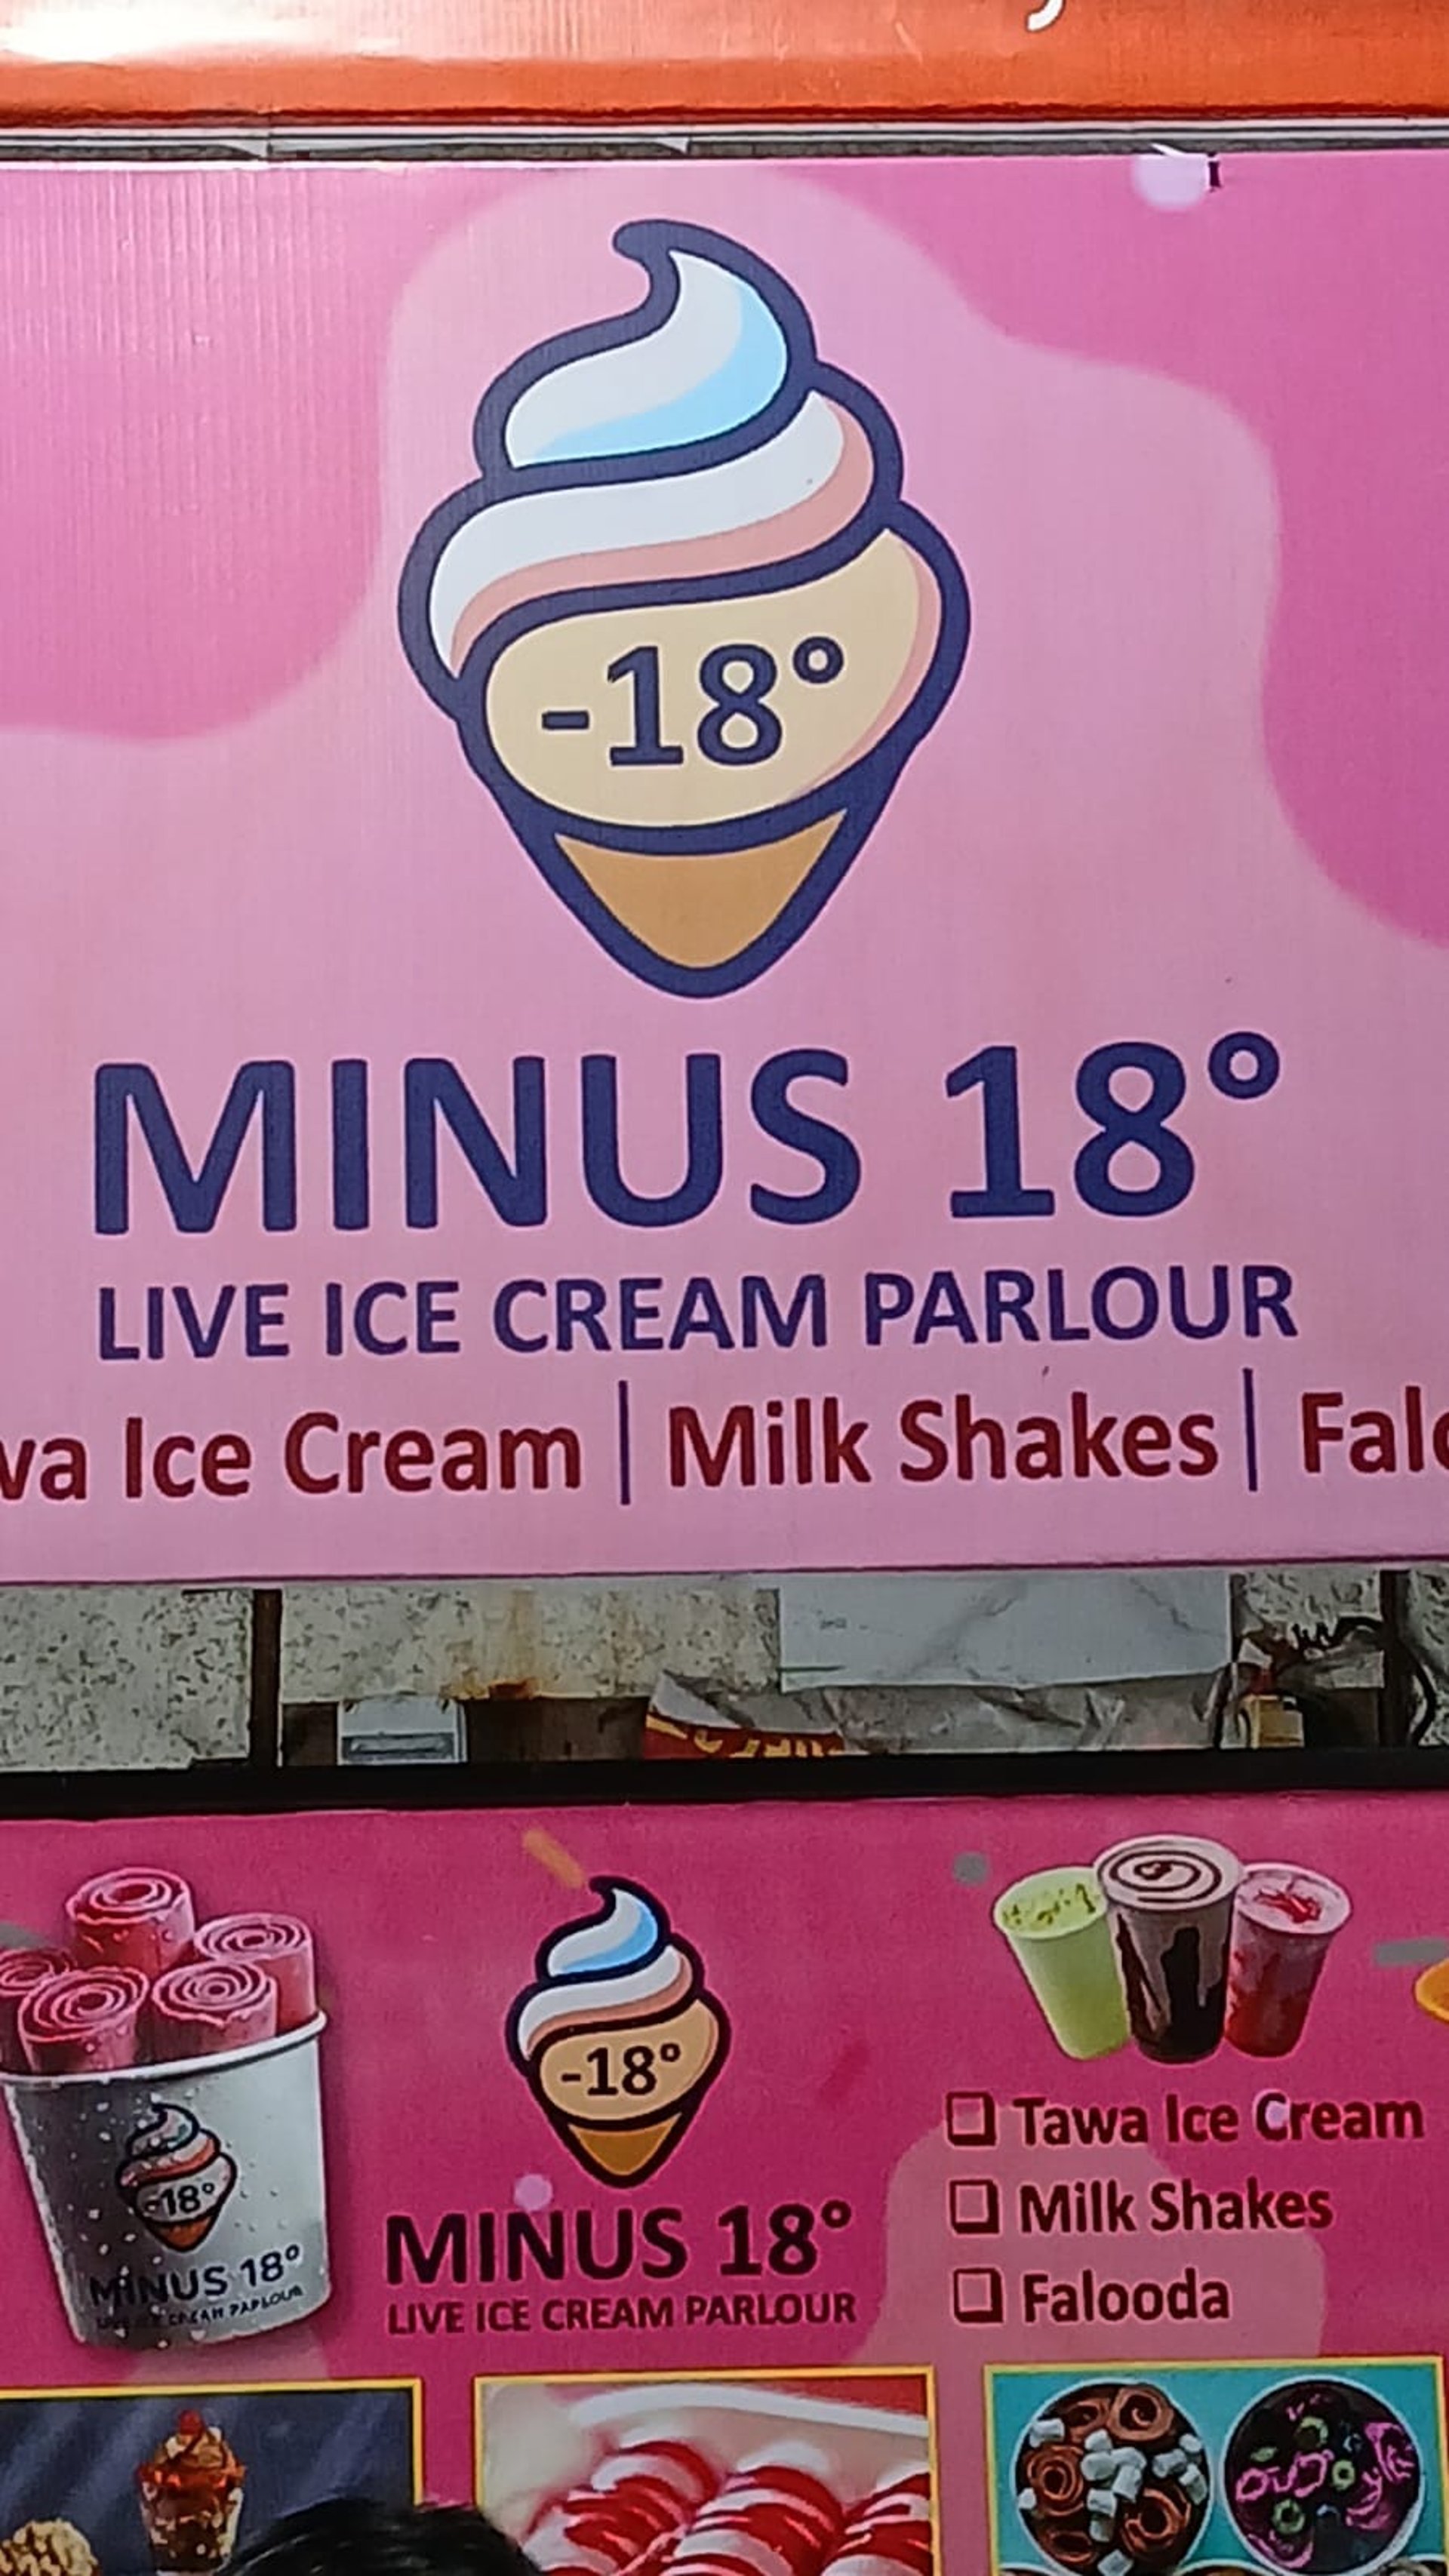 -18°
MINUS 18°
LIVE ICE CREAM PARLOUR
va Ice Cream | Milk Shakes | Falo
-18°
MINUS 18°
LIVE ICE CREAM PARLOUR
❑ Tawa Ice Cream
❑ Milk Shakes
❑ Falooda
-18°
MINUS 18°